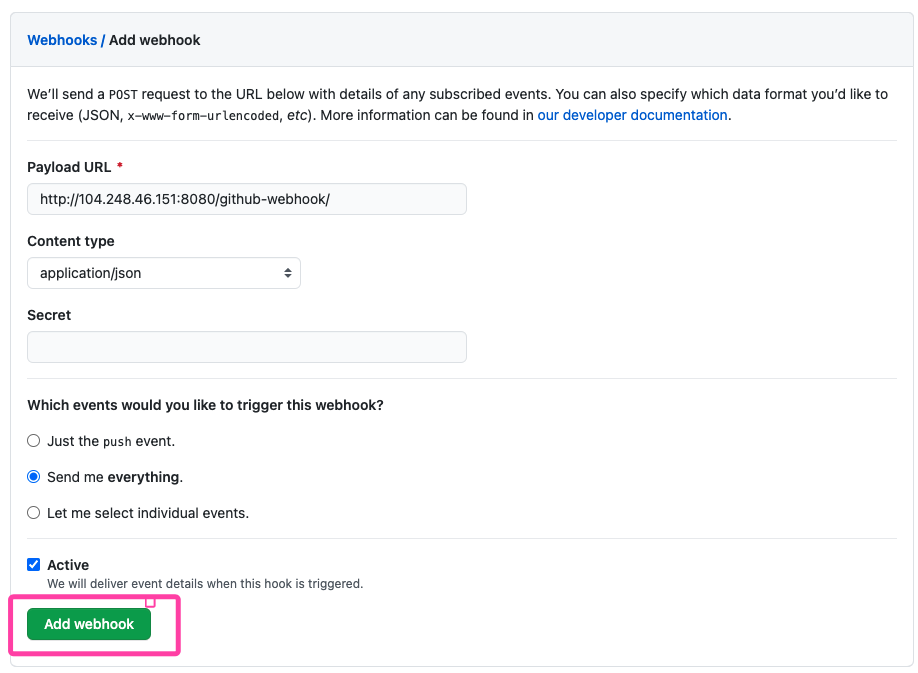 Webhooks / Add webhook
We’ll send a POST request to the URL below with details of any subscribed events. You can also specify which data format you’d like to
receive (JSON, x-www-form-urlencoded, etc). More information can be found in our developer documentation.
Payload URL *
http://104.248.46.151:8080/github-webhook/
Content type
application/json
Secret
Which events would you like to trigger this webhook?
Just the push event.
Send me everything.
Let me select individual events.
Active
We will deliver event details when this hook is triggered.
Add webhook